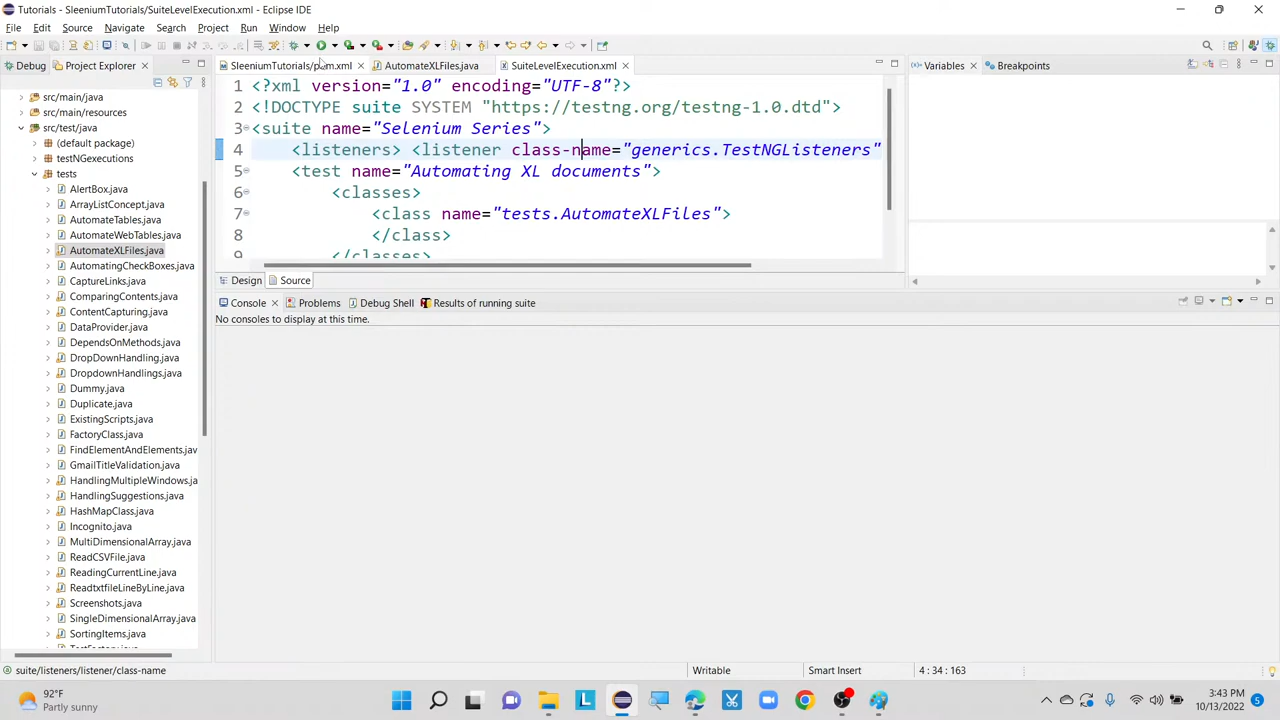 Tutorials - SleeniumTutorials/SuiteLevelExecution.xml - Eclipse IDE
File Edit Source Navigate Search Project Run Window Help
Debug Project Explorer
src/main/java
src/main/resources
src/test/java
(default package)
testNGexecutions
tests
AlertBox.java
ArrayListConcept.java
AutomateTables.java
AutomateWebTables.java
AutomateXLFiles.java
AutomatingCheckBoxes.java
CaptureLinks.java
ComparingContents.java
ContentCapturing.java
DataProvider.java
DependsOnMethods.java
DropDownHandling.java
DropdownHandlings.java
Dummy.java
Duplicate.java
ExistingScripts.java
FactoryClass.java
FindElementAndElements.java
GmailTitleValidation.java
HandlingMultipleWindows.
HandlingSuggestions.java
HashMapClass.java
Incognito.java
MultiDimensionalArray.java
ReadCSVFile.java
ReadingCurrentLine.java
ReadtxtfileLineByLine.java
Screenshots.java
SingleDimensionalArray.java
SortingItems.java
SleeniumTutorials/pom.xml AutomateXLFiles.java SuiteLevelExecution.xml
1 <?xml version="1.0" encoding="UTF-8"?>
2 <!DOCTYPE suite SYSTEM "https://testng.org/testng-1.0.dtd">
3 <suite name="Selenium Series">
4 <listeners> <listener class-name="generics.TestNGListeners"
5 <test name="Automating XL documents">
6 <classes>
7 <class name="tests.AutomateXLFiles">
8 </class>
9 </classes>
Design Source
Variables Breakpoints
Console Problems Debug Shell Results of running suite
No consoles to display at this time.
suite/listeners/listener/class-name Writable Smart Insert 4 : 34 : 163
92°F
Partly sunny
3:43 PM
10/13/2022
5